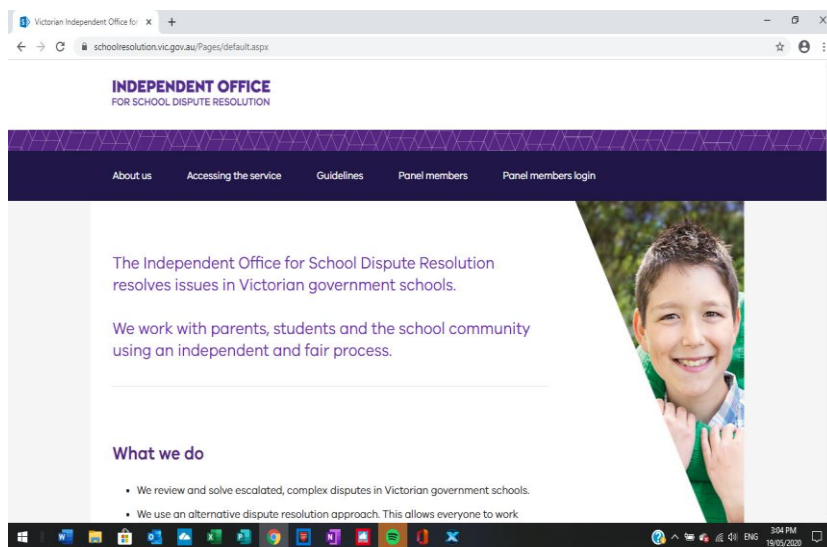 Victorian Independent Office for
schoolresolution.vic.gov.au/Pages/default.aspx
INDEPENDENT OFFICE
FOR SCHOOL DISPUTE RESOLUTION
About us Accessing the service Guidelines Panel members Panel members login
The Independent Office for School Dispute Resolution
resolves issues in Victorian government schools.
We work with parents, students and the school community
using an independent and fair process.
What we do
• We review and solve escalated, complex disputes in Victorian government schools.
• We use an alternative dispute resolution approach. This allows everyone to work
ENG
3:04 PM
19/05/2020